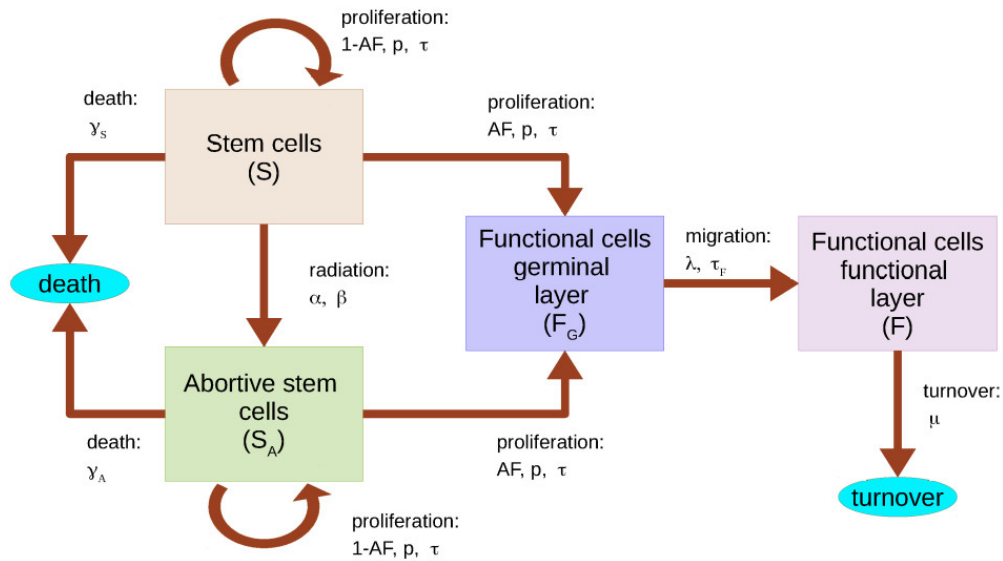 proliferation:
1-AF, p, τ
death:
γS
Stem cells
(S)
proliferation:
AF, p, τ
death
radiation:
α, β
Functional cells
germinal
layer
(FG)
migration:
λ, τF
Functional cells
functional
layer
(F)
Abortive stem
cells
(SA)
death:
γA
proliferation:
AF, p, τ
turnover:
μ
turnover
proliferation:
1-AF, p, τ